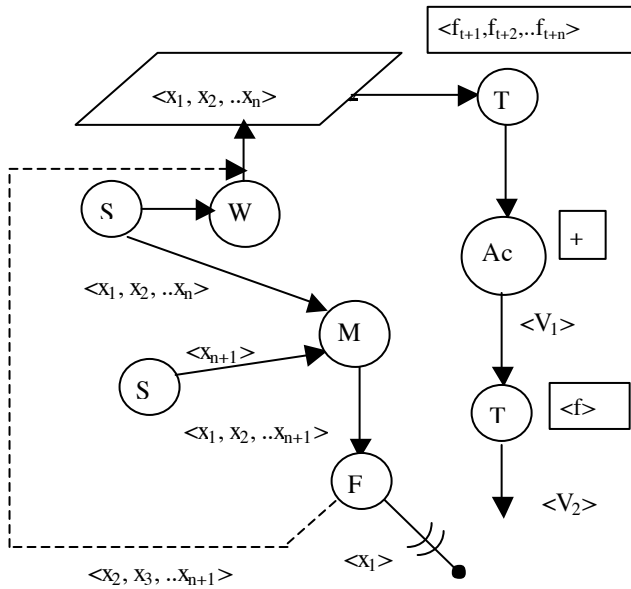 <f_{t+1},f_{t+2},..f_{t+n}>
<x_1, x_2, ..x_n>
T
S
W
Ac
+
<x_1, x_2, ..x_n>
<V_1>
M
<x_{n+1}>
S
T
<f>
<x_1, x_2, ..x_{n+1}>
F
<V_2>
<x_1>
<x_2, x_3, ..x_{n+1}>